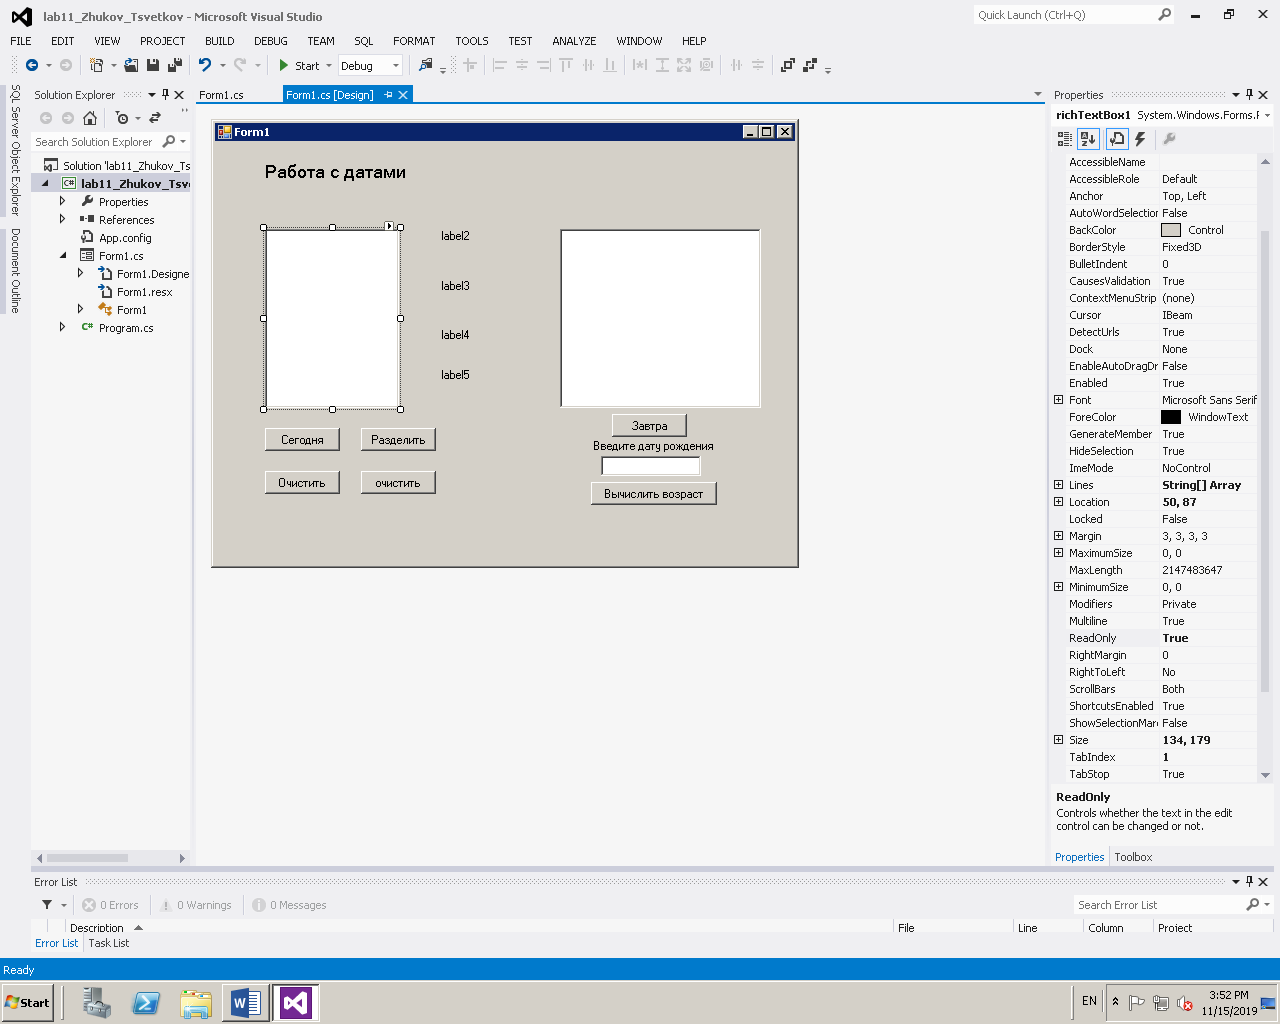 lab11_Zhukov_Tsvetkov - Microsoft Visual Studio
Quick Launch (Ctrl+Q)
FILE EDIT VIEW PROJECT BUILD DEBUG TEAM SQL FORMAT TOOLS TEST ANALYZE WINDOW HELP
Start Debug
SQL Server Object Explorer
Document Outline
Solution Explorer
Search Solution Explorer
Solution 'lab11_Zhukov_Ts
lab11_Zhukov_Tsv
Properties
References
App.config
Form1.cs
Form1.Designe
Form1.resx
Form1
Program.cs
Form1.cs
Form1.cs [Design]
Form1
Работа с датами
label2
label3
label4
label5
Сегодня
Разделить
Очистить
очистить
Завтра
Введите дату рождения
Вычислить возраст
Properties
richTextBox1 System.Windows.Forms.F
AccessibleName
AccessibleRole Default
Anchor Top, Left
AutoWordSelection False
BackColor Control
BorderStyle Fixed3D
BulletIndent 0
CausesValidation True
ContextMenuStrip (none)
Cursor IBeam
DetectUrls True
Dock None
EnableAutoDragDr False
Enabled True
Font Microsoft Sans Serif
ForeColor WindowText
GenerateMember True
HideSelection True
ImeMode NoControl
Lines String[] Array
Location 50, 87
Locked False
Margin 3, 3, 3, 3
MaximumSize 0, 0
MaxLength 2147483647
MinimumSize 0, 0
Modifiers Private
Multiline True
ReadOnly True
RightMargin 0
RightToLeft No
ScrollBars Both
ShortcutsEnabled True
ShowSelectionMar False
Size 134, 179
TabIndex 1
TabStop True
ReadOnly
Controls whether the text in the edit
control can be changed or not.
Properties Toolbox
Error List
0 Errors 0 Warnings 0 Messages
Search Error List
Description File Line Column Project
Error List Task List
Ready
Start
EN
3:52 PM
11/15/2019